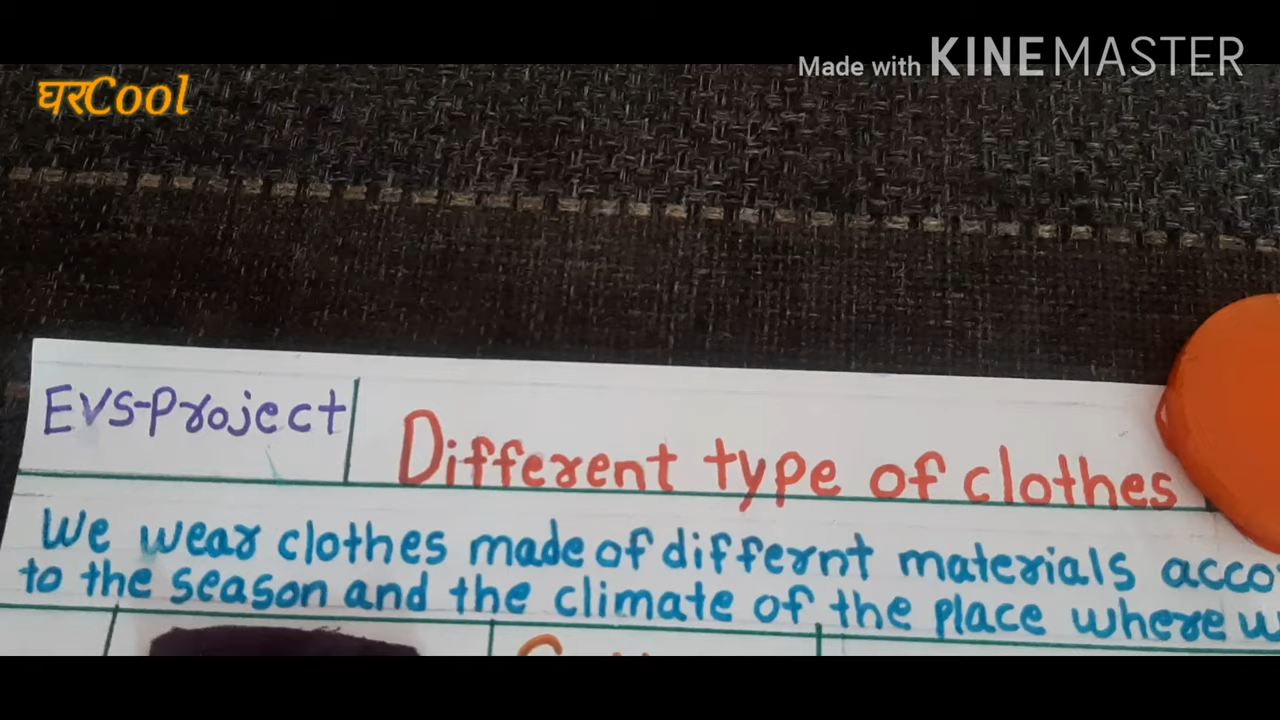 Made with KINEMASTER
घरCool
EVS-Project
Different type of clothes
We wear clothes made of differnt materials
to the season and the climate of the place where